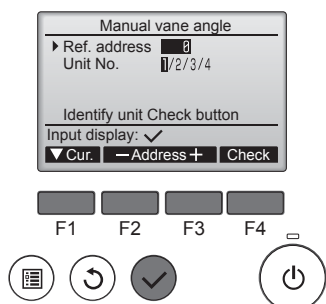 Manual vane angle
Ref. address 0
Unit No. 1/2/3/4
Identify unit Check button
Input display: ✓
▼ Cur. － Address ＋ Check
F1 F2 F3 F4